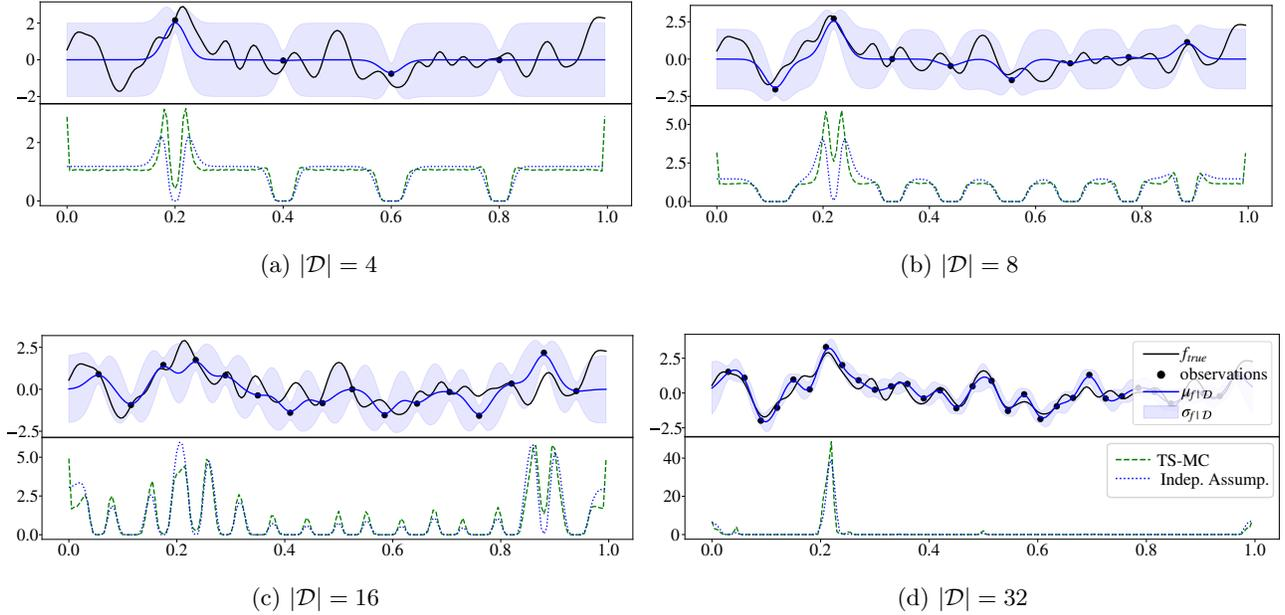 2
0
−2
2
0
0.0 0.2 0.4 0.6 0.8 1.0
(a) |𝒟| = 4
2.5
0.0
−2.5
5.0
2.5
0.0
0.0 0.2 0.4 0.6 0.8 1.0
(b) |𝒟| = 8
2.5
0.0
−2.5
5.0
2.5
0.0
0.0 0.2 0.4 0.6 0.8 1.0
(c) |𝒟| = 16
2.5
0.0
−2.5
f_true
observations
μ_f|𝒟
σ_f|𝒟
40
20
0
TS-MC
Indep. Assump.
0.0 0.2 0.4 0.6 0.8 1.0
(d) |𝒟| = 32